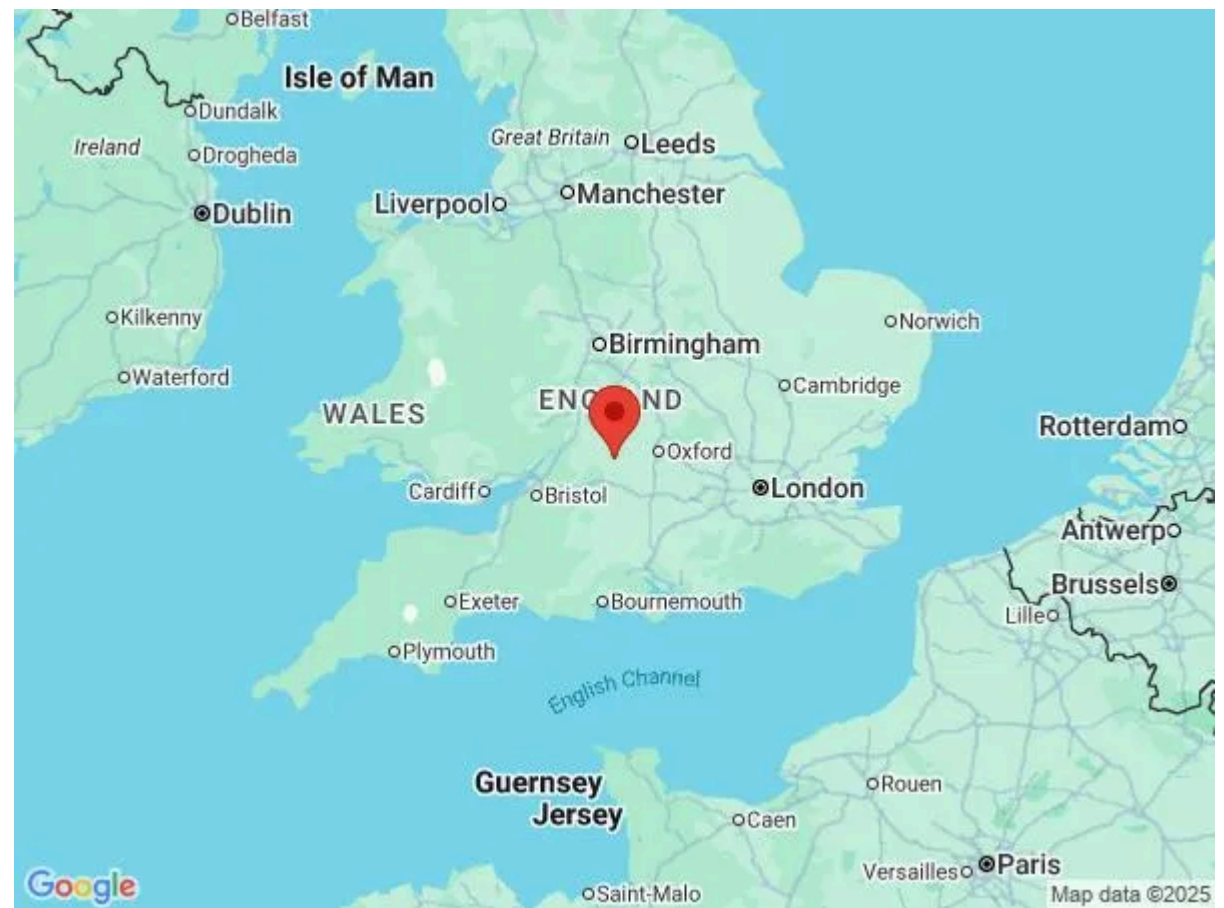 Belfast
Isle of Man
Dundalk
Great Britain
Leeds
Ireland
Drogheda
Manchester
Liverpool
Dublin
Kilkenny
Norwich
Birmingham
Waterford
Cambridge
WALES
ENG ND
Rotterdam
Oxford
Cardiff
Bristol
London
Antwerp
Brussels
Exeter
Bournemouth
Lille
Plymouth
English Channel
Guernsey
Jersey
Rouen
Caen
Versailles
Paris
Google
Saint-Malo
Map data ©2025